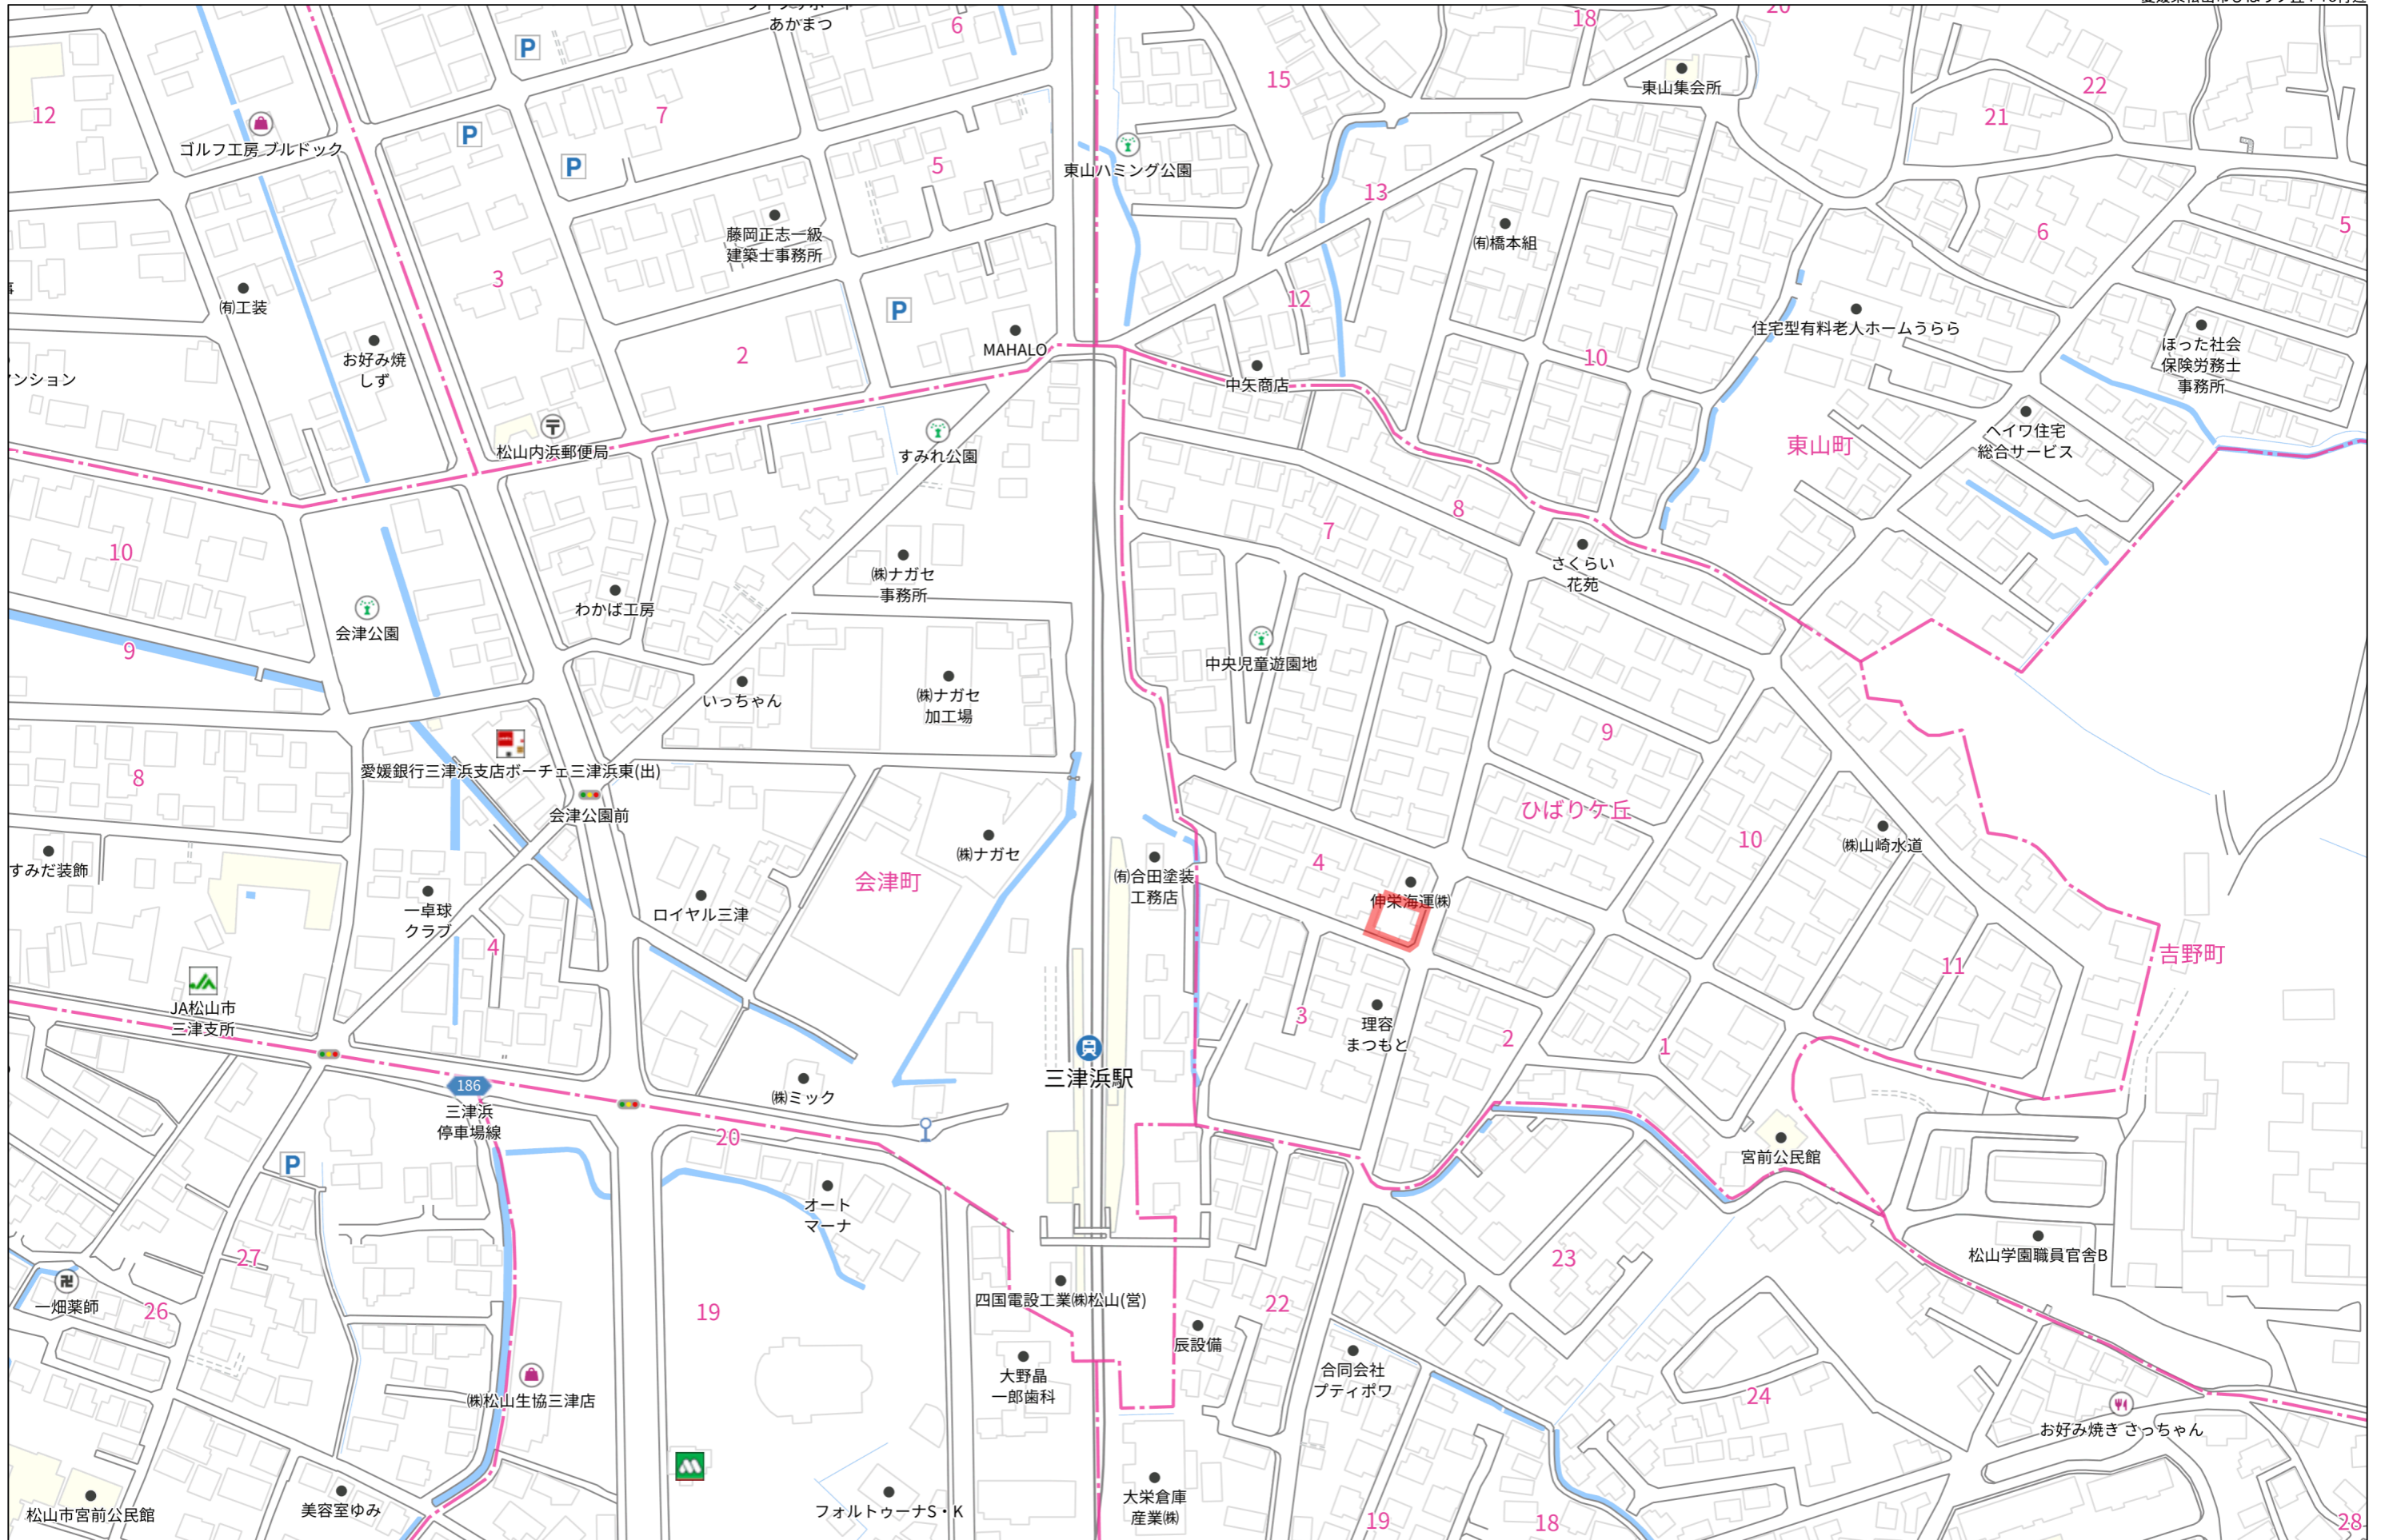 あかまつ
6
18
12
7
15
東山集会所
22
21
ゴルフ工房 ブルドック
5
東山ハミング公園
13
藤岡正志一級
建築士事務所
㈲橋本組
6
5
3
㈲工装
12
住宅型有料老人ホームうらら
お好み焼
しず
2
MAHALO
中矢商店
10
ほった社会
保険労務士
事務所
松山内浜郵便局
すみれ公園
東山町
ヘイワ住宅
総合サービス
10
8
7
㈱ナガセ
事務所
さくらい
花苑
わかば工房
会津公園
9
中央児童遊園地
いっちゃん
㈱ナガセ
加工場
9
8
愛媛銀行三津浜支店ボーチェ三津浜東(出)
会津公園前
ひばりケ丘
10
㈱山崎水道
㈱ナガセ
すみだ装飾
会津町
4
㈲合田塗装
工務店
伸栄海運㈱
一卓球
クラブ
ロイヤル三津
4
吉野町
11
JA松山市
三津支所
理容
まつもと
3
2
1
186
三津浜
停車場線
㈱ミック
三津浜駅
20
宮前公民館
オート
マーナ
27
23
松山学園職員官舎B
一畑薬師
26
19
四国電設工業㈱松山(営)
22
辰設備
大野晶
一郎歯科
合同会社
プティポワ
24
㈱松山生協三津店
お好み焼き さっちゃん
松山市宮前公民館
美容室ゆみ
フォルトゥーナS・K
大栄倉庫
産業㈱
19
18
28